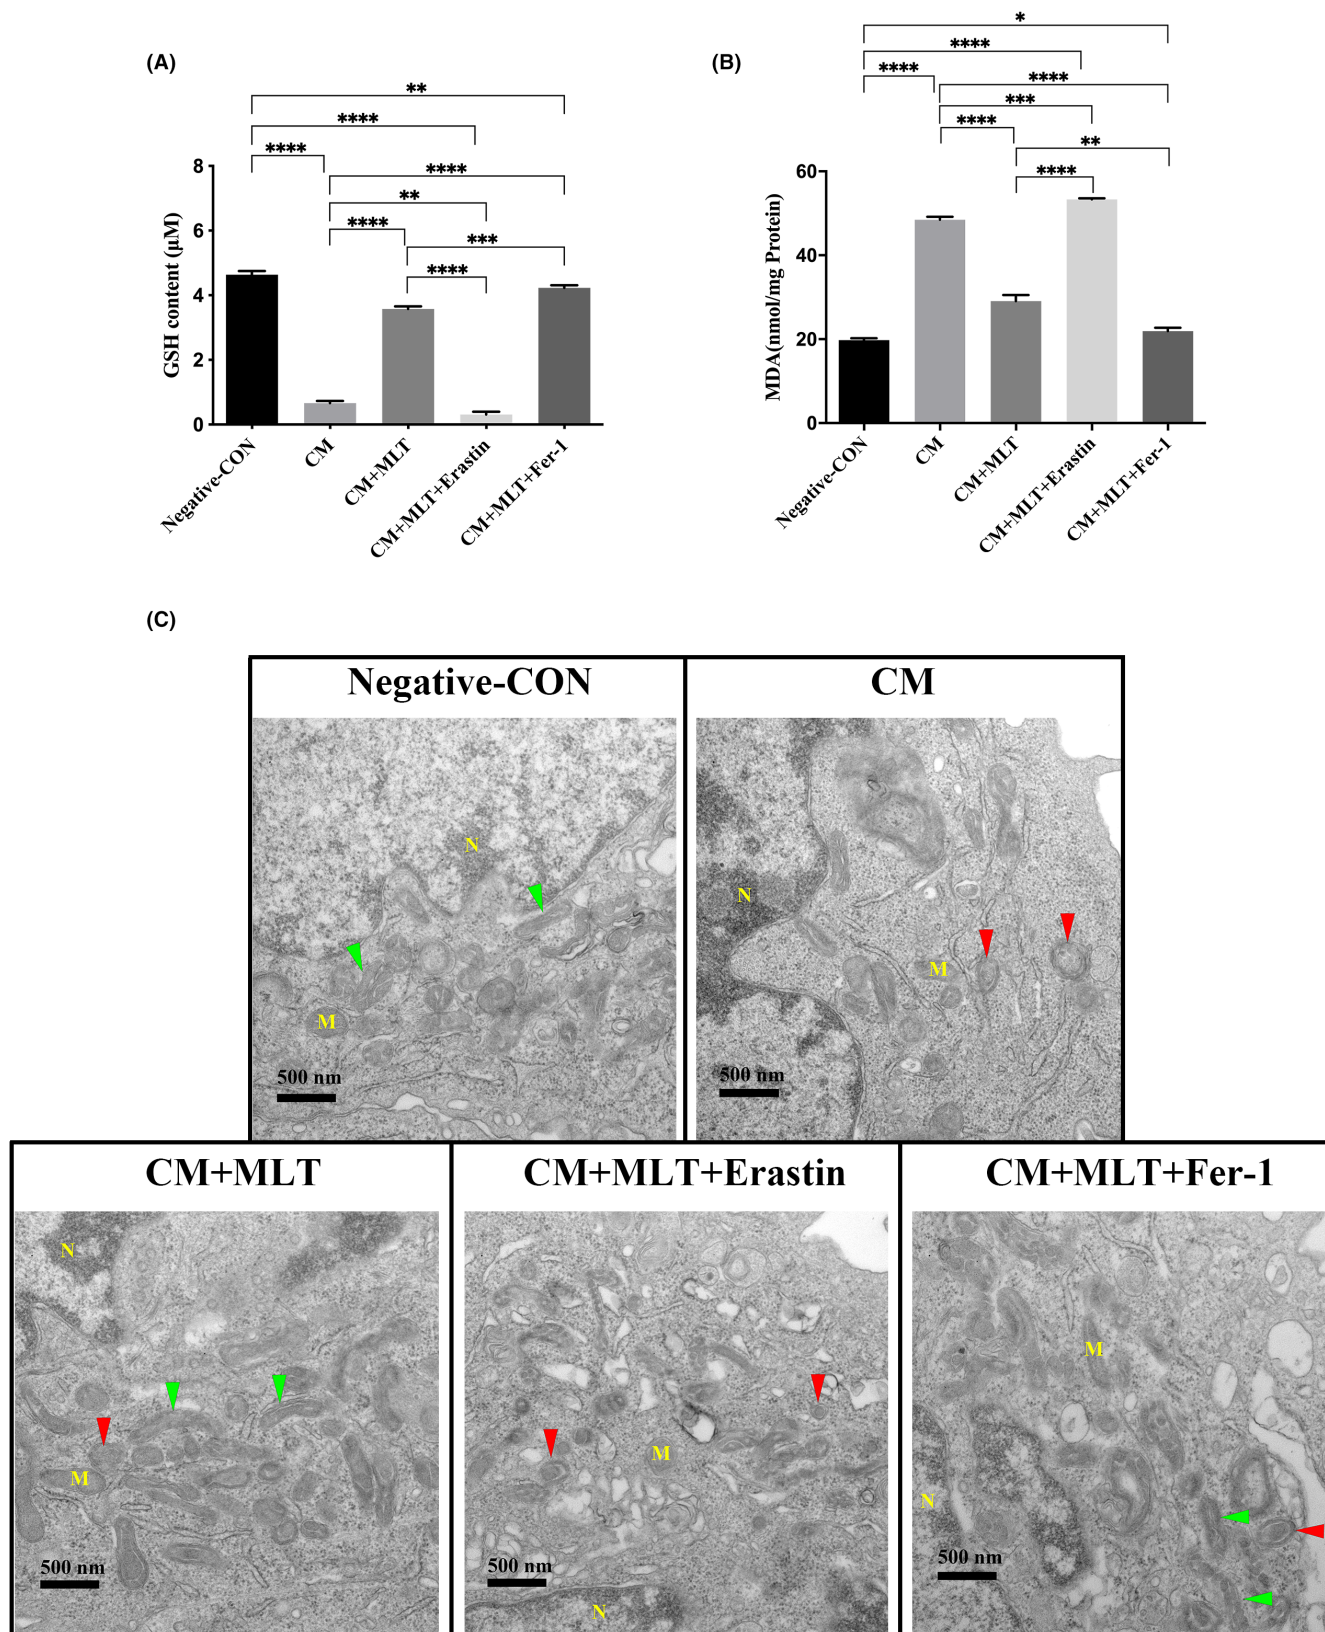 (A)
**
****
****
****
**
****
***
****
GSH content (μM)
8
6
4
2
0
Negative-CON
CM
CM+MLT
CM+MLT+Erastin
CM+MLT+Fer-1
(B)
*
****
****
****
***
****
**
****
MDA(nmol/mg Protein)
60
40
20
0
Negative-CON
CM
CM+MLT
CM+MLT+Erastin
CM+MLT+Fer-1
(C)
Negative-CON
N
M
500 nm
CM
N
M
500 nm
CM+MLT
N
M
500 nm
CM+MLT+Erastin
M
500 nm
N
CM+MLT+Fer-1
M
N
500 nm